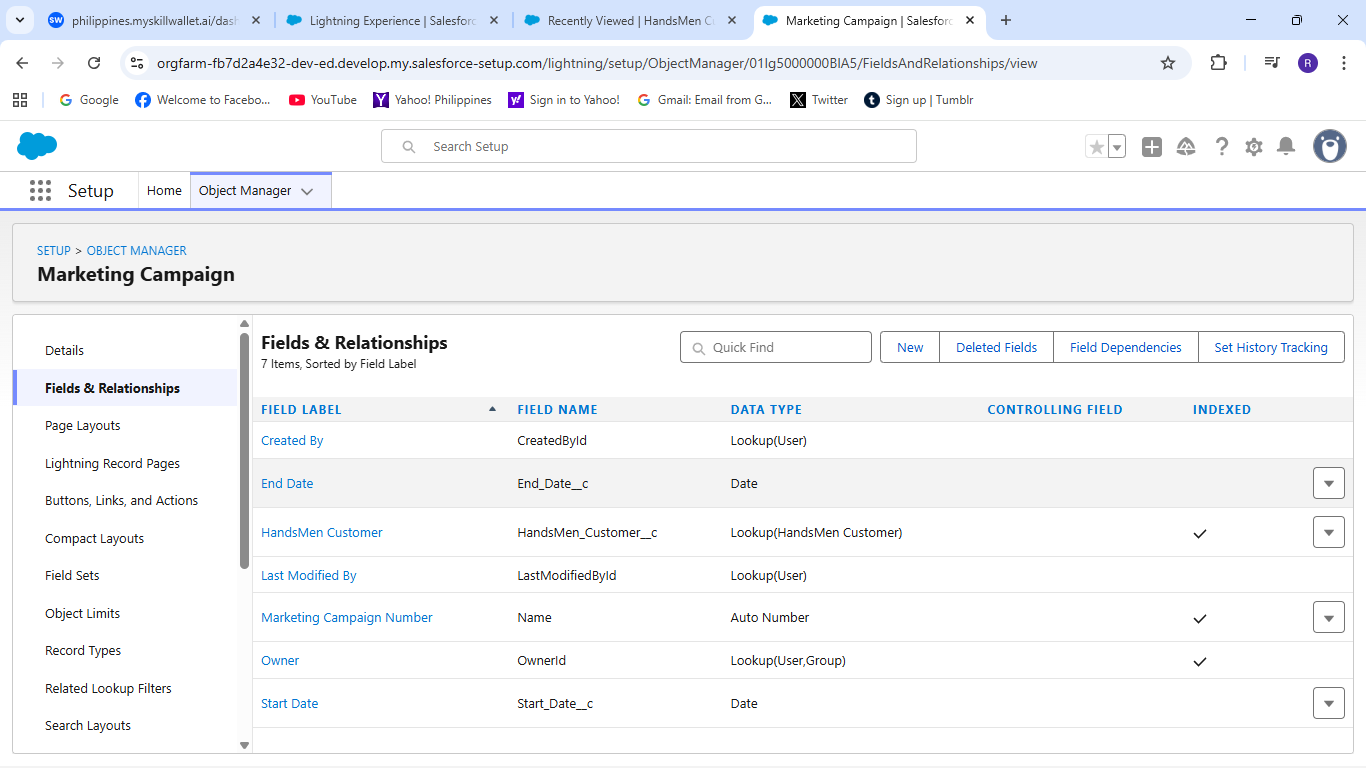 SW philippines.myskillwallet.ai/dash
Lightning Experience | Salesforc
Recently Viewed | HandsMen C
Marketing Campaign | Salesforc
orgfarm-fb7d2a4e32-dev-ed.develop.my.salesforce-setup.com/lightning/setup/ObjectManager/01Ig5000000BIA5/FieldsAndRelationships/view
R
Google
Welcome to Facebo...
YouTube
Yahoo! Philippines
Sign in to Yahoo!
Gmail: Email from G...
Twitter
Sign up | Tumblr
Search Setup
Setup
Home
Object Manager
SETUP > OBJECT MANAGER
Marketing Campaign
Details
Fields & Relationships
Page Layouts
Lightning Record Pages
Buttons, Links, and Actions
Compact Layouts
Field Sets
Object Limits
Record Types
Related Lookup Filters
Search Layouts
Fields & Relationships
7 Items, Sorted by Field Label
Quick Find
New
Deleted Fields
Field Dependencies
Set History Tracking
FIELD LABEL FIELD NAME DATA TYPE CONTROLLING FIELD INDEXED
Created By CreatedById Lookup(User)
End Date End_Date__c Date
HandsMen Customer HandsMen_Customer__c Lookup(HandsMen Customer)
Last Modified By LastModifiedById Lookup(User)
Marketing Campaign Number Name Auto Number
Owner OwnerId Lookup(User,Group)
Start Date Start_Date__c Date